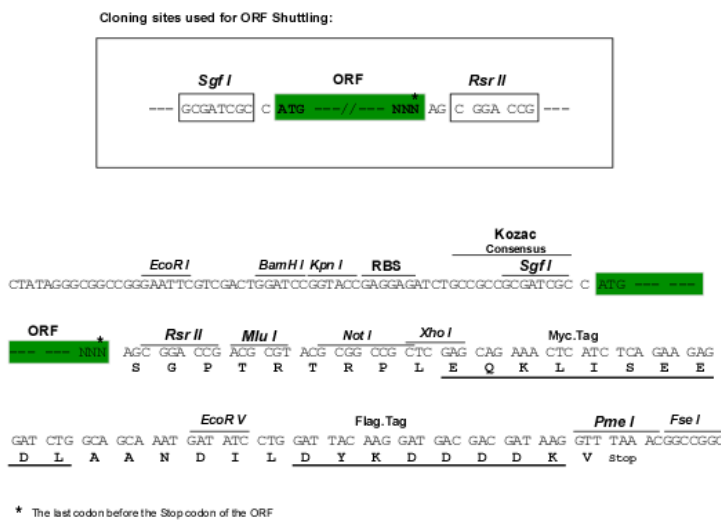 Cloning sites used for ORF Shuttling:
Sgf I ORF Rsr II
*
--- GCGATCGC C ATG ---//--- NNN AG C GGA CCG ---
Kozac
Consensus
EcoR I BamH I Kpn I RBS Sgf I
CTATAGGGCGGCCGGGAATTCGTCGACTGGATCCGGTACCGAGGAGATCTGCCGCCGCGATCGC C ATG --- --- ---
ORF * Rsr II Mlu I Not I Xho I Myc.Tag
--- --- NNN AGC GGA CCG ACG CGT ACG CGG CCG CTC GAG CAG AAA CTC ATC TCA GAA GAG
S G P T R T R P L E Q K L I S E E
EcoR V Flag.Tag Pme I Fse I
GAT CTG GCA GCA AAT GAT ATC CTG GAT TAC AAG GAT GAC GAC GAT AAG GTT TAA ACGGCCGGC
D L A A N D I L D Y K D D D D K V Stop
* The last codon before the Stop codon of the ORF